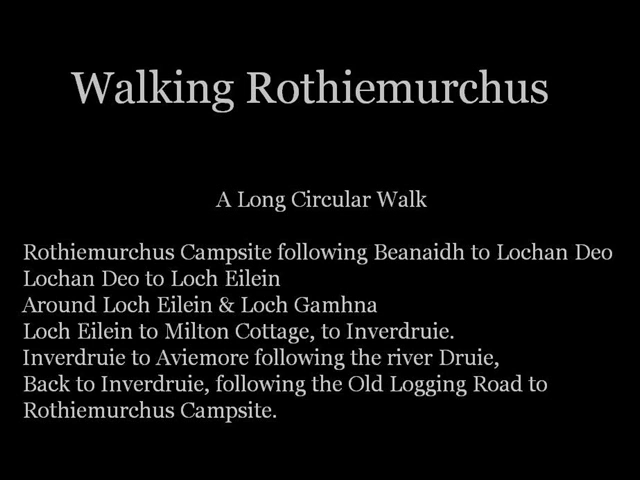 Walking Rothiemurchus
A Long Circular Walk
Rothiemurchus Campsite following Beanaidh to Lochan Deo
Lochan Deo to Loch Eilein
Around Loch Eilein & Loch Gamhna
Loch Eilein to Milton Cottage, to Inverdruie.
Inverdruie to Aviemore following the river Druie,
Back to Inverdruie, following the Old Logging Road to
Rothiemurchus Campsite.